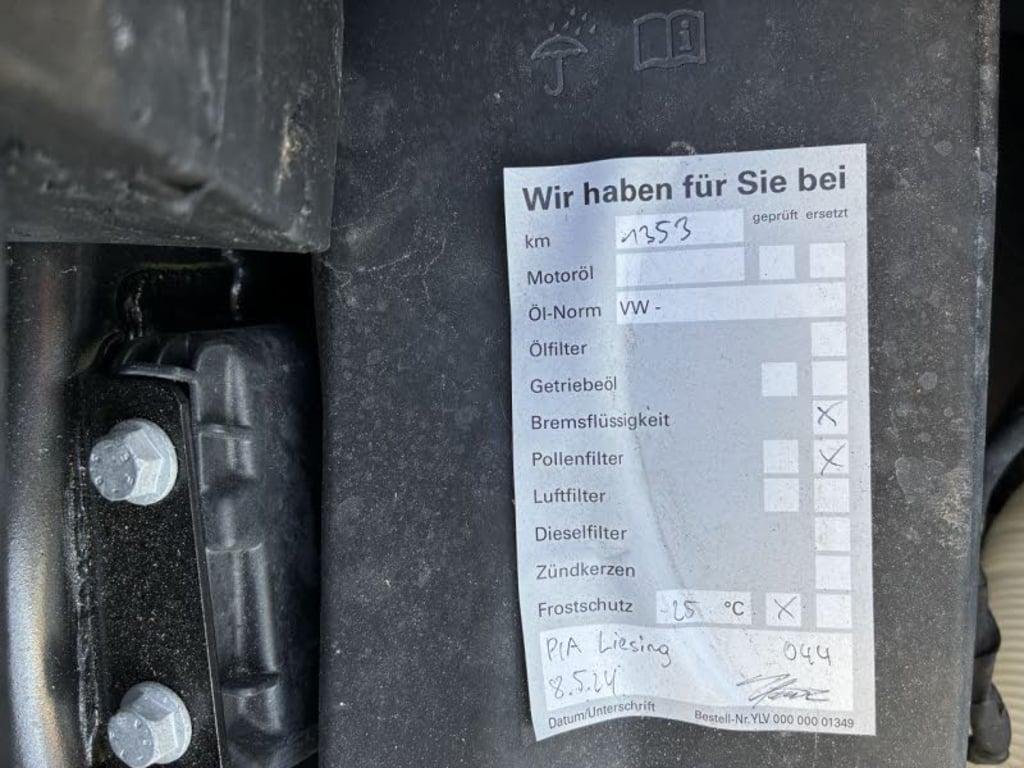 Wir haben für Sie bei
geprüft ersetzt
km 1353
Motoröl
Öl-Norm VW -
Ölfilter
Getriebeöl
Bremsflüssigkeit X
Pollenfilter X
Luftfilter
Dieselfilter
Zündkerzen
Frostschutz -25 °C X
PIA Liesing 044
8.5.24
Datum/Unterschrift Bestell-Nr. YLV 000 000 01349